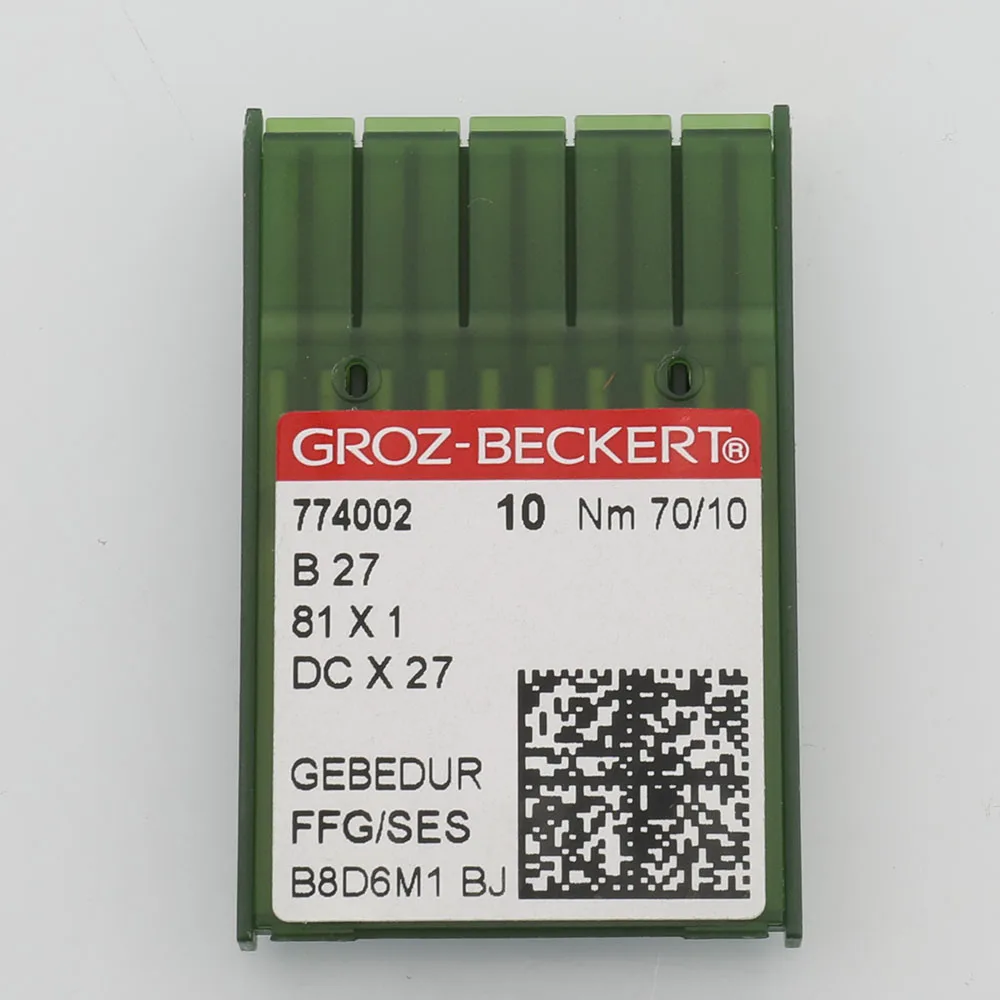 GROZ-BECKERT®
774002 10 Nm 70/10
B 27
81 X 1
DC X 27
GEBEDUR
FFG/SES
B8D6M1 BJ